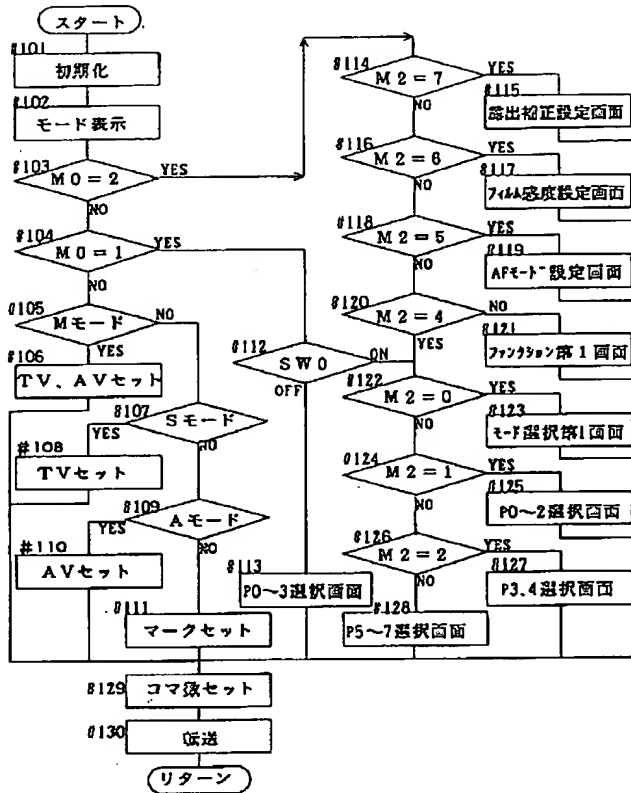 スタート
#101
初期化
#102
モード表示
#103
M0=2
YES
NO
#104
M0=1
YES
NO
#105
Mモード
NO
YES
#106
TV、AVセット
#107
Sモード
YES
NO
#108
TVセット
#109
Aモード
YES
NO
#110
AVセット
#111
マークセット
#112
SW0
ON
OFF
#113
P0~3選択画面
#114
M2=7
YES
NO
#115
露出補正設定画面
#116
M2=6
YES
NO
#117
フィルム感度設定画面
#118
M2=5
YES
NO
#119
AFモード設定画面
#120
M2=4
NO
YES
#121
ファンクション第1画面
#122
M2=0
YES
NO
#123
モード選択第1画面
#124
M2=1
YES
NO
#125
P0~2選択画面
#126
M2=2
YES
NO
#127
P3.4選択画面
#128
P5~7選択画面
#129
コマ数セット
#130
転送
リターン